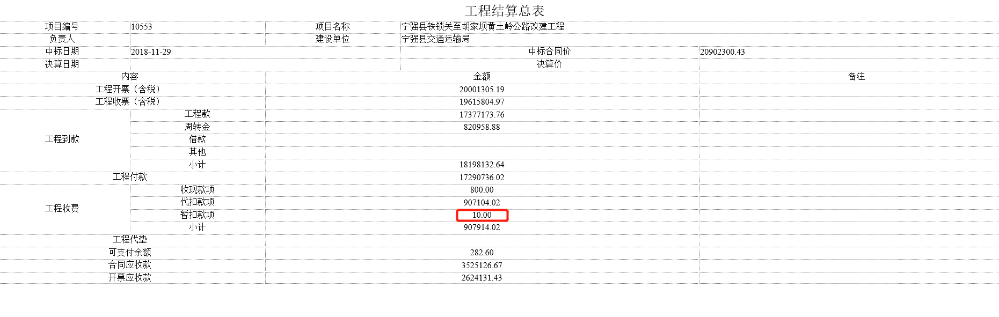 工程结算总表
项目编号 10553 项目名称 宁强县铁锁关至胡家坝黄土岭公路改建工程
负责人 建设单位 宁强县交通运输局
中标日期 2018-11-29 中标合同价 20902300.43
决算日期 决算价
内容 金额 备注
工程开票（含税） 20001305.19
工程收票（含税） 19615804.97
工程到款 工程款 17377173.76
周转金 820958.88
借款
其他
小计 18198132.64
工程付款 17290736.02
工程收费 收现款项 800.00
代扣款项 907104.02
暂扣款项 10.00
小计 907914.02
工程代垫
可支付余额 282.60
合同应收款 3525126.67
开票应收款 2624131.43